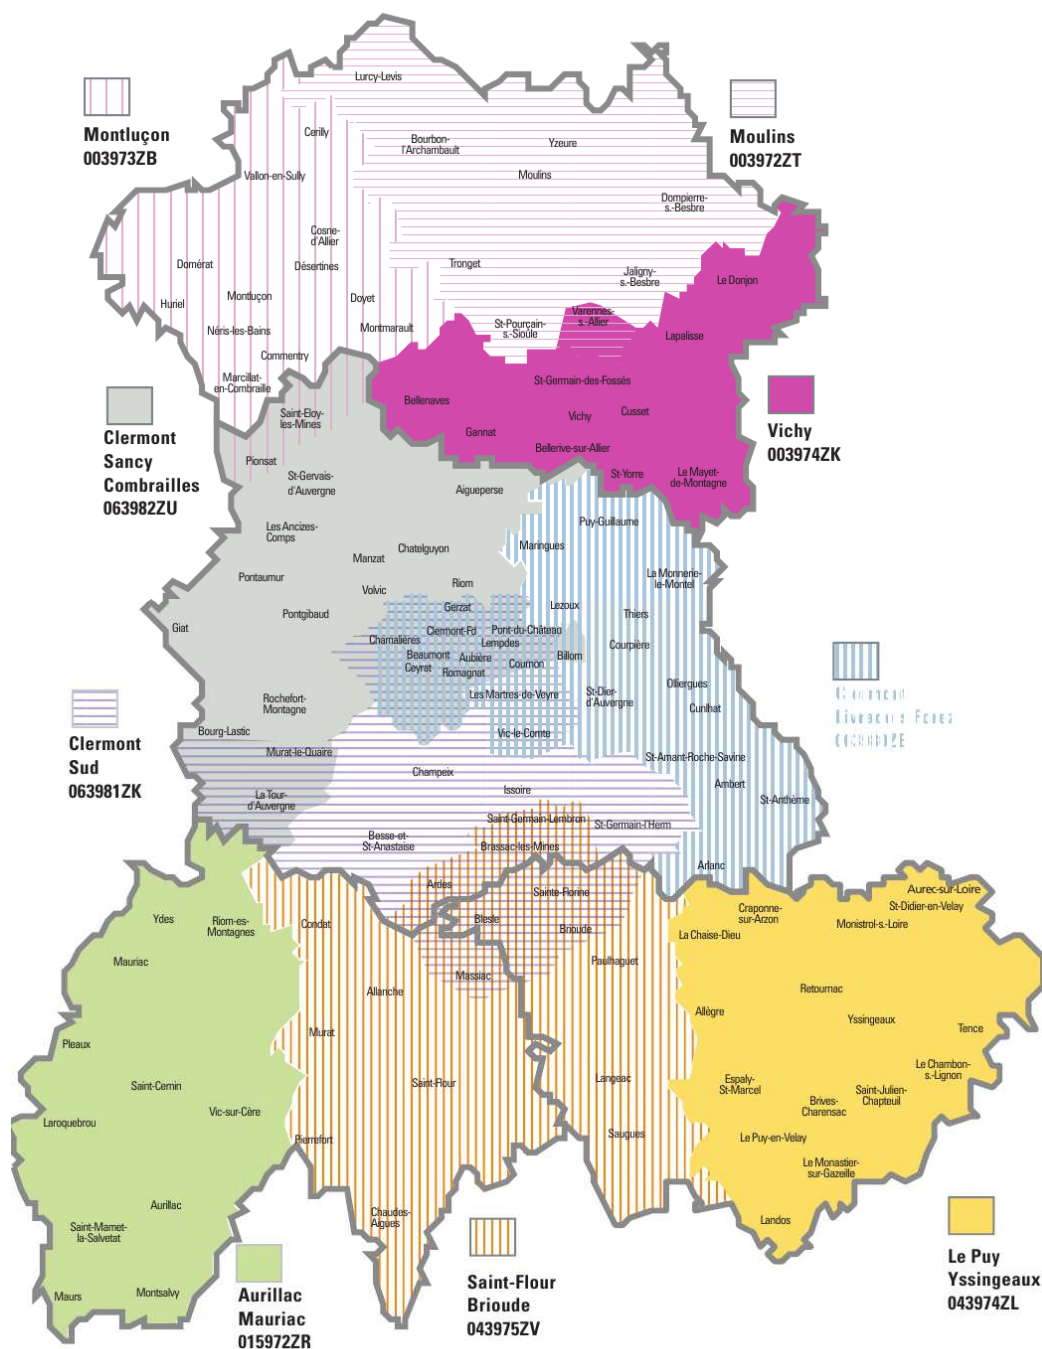 Lurcy-Levis
Montluçon
003973ZB
Moulins
003972ZT
Cerilly
Bourbon-
l'Archambault
Yzeure
Vallon-en-Sully
Moulins
Dompierre-
s.-Besbre
Cosne-
d'Allier
Domérat
Désertines
Tronget
Jaligny-
s.-Besbre
Le Donjon
Huriel
Montluçon
Doyet
Varennes-
s.-Allier
Néris-les-Bains
Montmarault
St-Pourçain-
s.-Sioule
Lapalisse
Commentry
Marcillat-
en-Combraille
St-Germain-des-Fossés
Bellenaves
Vichy
Cusset
Saint-Eloy-
les-Mines
Gannat
Bellerive-sur-Allier
Vichy
003974ZK
Clermont
Sancy
Combrailles
063982ZU
Pionsat
St-Gervais-
d'Auvergne
Aigueperse
St-Yorre
Le Mayet-
de-Montagne
Les Ancizes-
Comps
Puy-Guillaume
Manzat
Chatelguyon
Maringues
Pontaumur
Volvic
Riom
La Monnerie-
le-Montel
Giat
Pontgibaud
Gerzat
Lezoux
Thiers
Chamalières
Clermont-Fd
Pont-du-Château
Lempdes
Courpière
Beaumont
Aubière
Cournon
Billom
Ceyrat
Romagnat
Olliergues
Rochefort-
Montagne
Les Martres-de-Veyre
St-Dier-
d'Auvergne
Cunlhat
Bourg-Lastic
Vic-le-Comte
Clermont
Sud
063981ZK
Murat-le-Quaire
St-Amant-Roche-Savine
Champeix
Issoire
Ambert
La Tour-
d'Auvergne
St-Anthème
Saint-Germain-Lembron
St-Germain-l'Herm
Besse-et-
St-Anastaise
Brassac-les-Mines
Arlanc
Ardes
Sainte-Florine
Aurec-sur-Loire
St-Didier-en-Velay
Ydes
Riom-es-
Montagnes
Condat
Blesle
Brioude
Craponne-
sur-Arzon
Monistrol-s.-Loire
La Chaise-Dieu
Mauriac
Massiac
Paulhaguet
Allanche
Retournac
Allègre
Yssingeaux
Tence
Pleaux
Murat
Saint-Cernin
Saint-Flour
Langeac
Espaly-
St-Marcel
Le Chambon-
s.-Lignon
Saint-Julien-
Chapteuil
Brives-
Charensac
Laroquebrou
Vic-sur-Cère
Pierrefort
Saugues
Le Puy-en-Velay
Le Monastier-
sur-Gazeille
Aurillac
Saint-Mamet-
la-Salvetat
Chaudes-
Aigues
Landos
Maurs
Montsalvy
Aurillac
Mauriac
015972ZR
Saint-Flour
Brioude
043975ZV
Le Puy
Yssingeaux
043974ZL